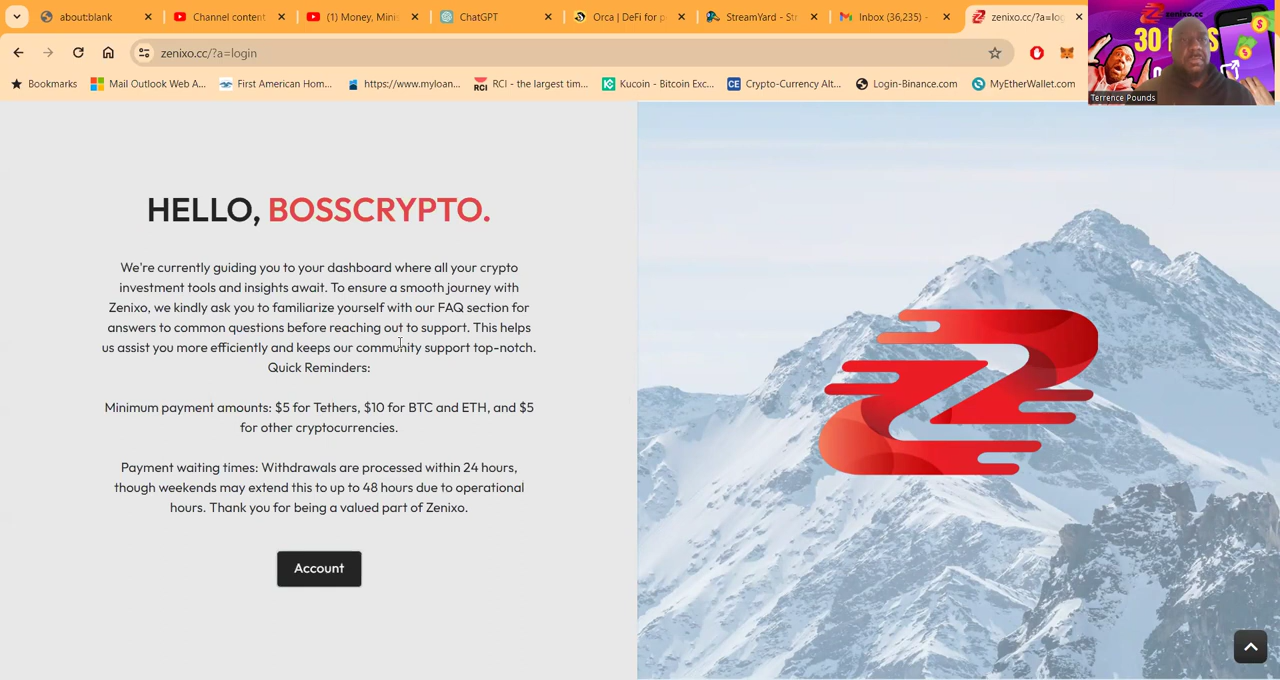 about:blank
Channel content
(1) Money, Mini
ChatGPT
Orca | DeFi for p
StreamYard - Str
Inbox (36,235) -
zenixo.cc/?a=log
zenixo.cc/?a=login
Bookmarks
Mail Outlook Web A...
First American Hom...
https://www.myloan...
RCI - the largest tim...
Kucoin - Bitcoin Exc...
Crypto-Currency Alt...
Login-Binance.com
MyEtherWallet.com
zenixo.cc
30
Terrence Pounds
HELLO, BOSSCRYPTO.
We're currently guiding you to your dashboard where all your crypto
investment tools and insights await. To ensure a smooth journey with
Zenixo, we kindly ask you to familiarize yourself with our FAQ section for
answers to common questions before reaching out to support. This helps
us assist you more efficiently and keeps our community support top-notch.
Quick Reminders:
Minimum payment amounts: $5 for Tethers, $10 for BTC and ETH, and $5
for other cryptocurrencies.
Payment waiting times: Withdrawals are processed within 24 hours,
though weekends may extend this to up to 48 hours due to operational
hours. Thank you for being a valued part of Zenixo.
Account